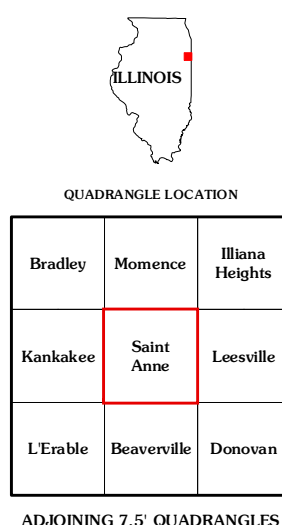 ILLINOIS
QUADRANGLE LOCATION
Bradley Momence Illiana
Heights
Kankakee Saint
Anne Leesville
L'Erable Beaverville Donovan
ADJOINING 7.5' QUADRANGLES